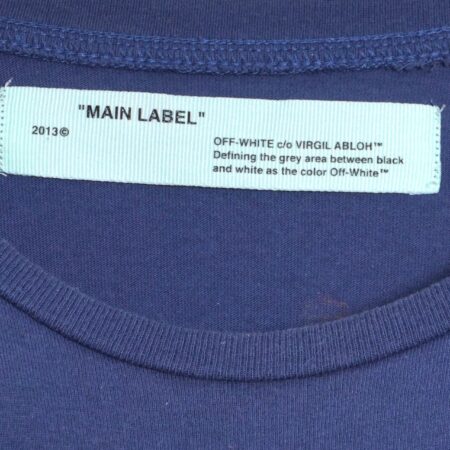 "MAIN LABEL"
2013©
OFF-WHITE c/o VIRGIL ABLOH™
Defining the grey area between black
and white as the color Off-White™